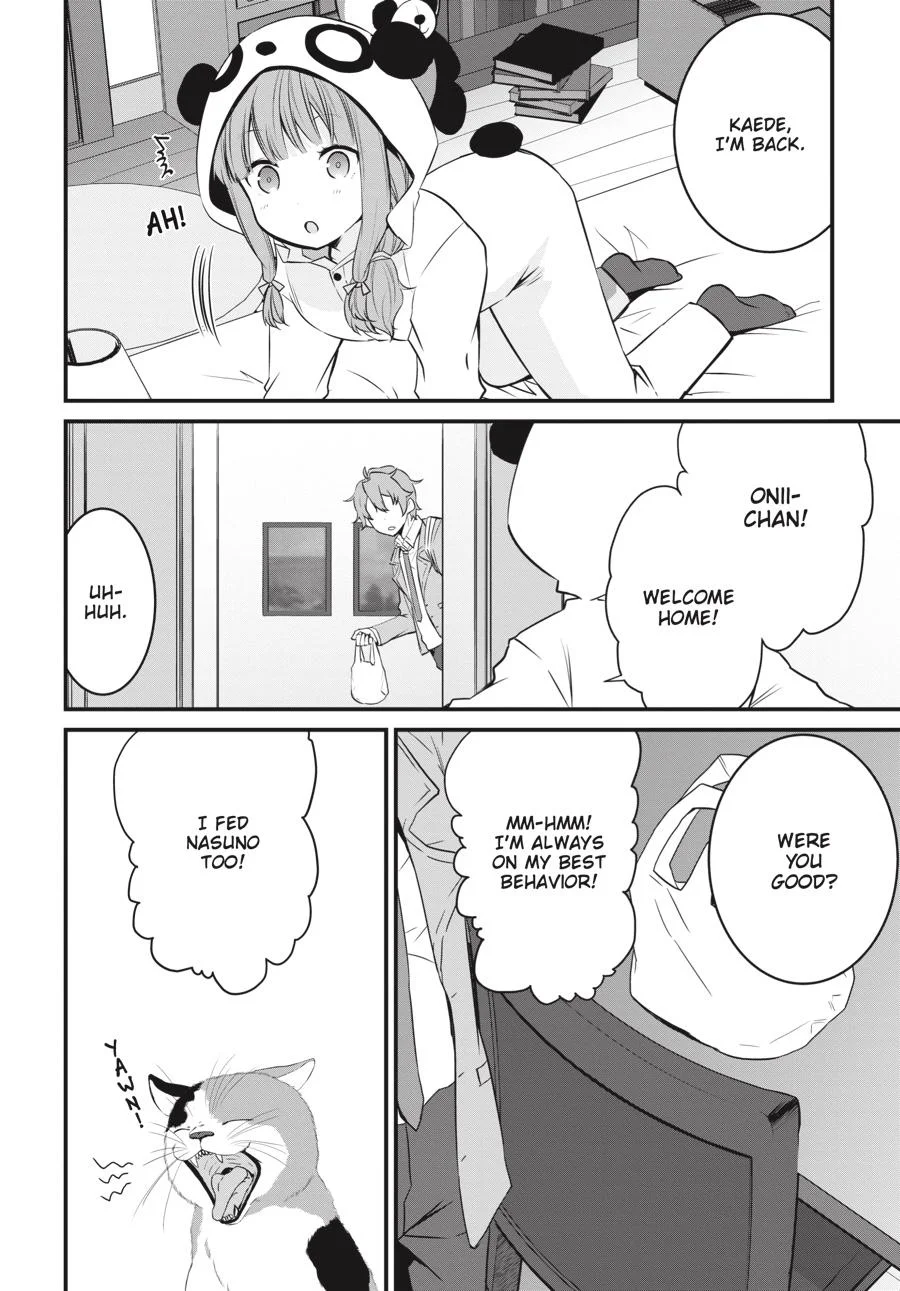 KAEDE,
I'M BACK.
AH!
ONII-
CHAN!
WELCOME
HOME!
UH-
HUH.
WERE
YOU
GOOD?
MM-HMM!
I'M ALWAYS
ON MY BEST
BEHAVIOR!
I FED
NASUNO
TOO!
YAWN!